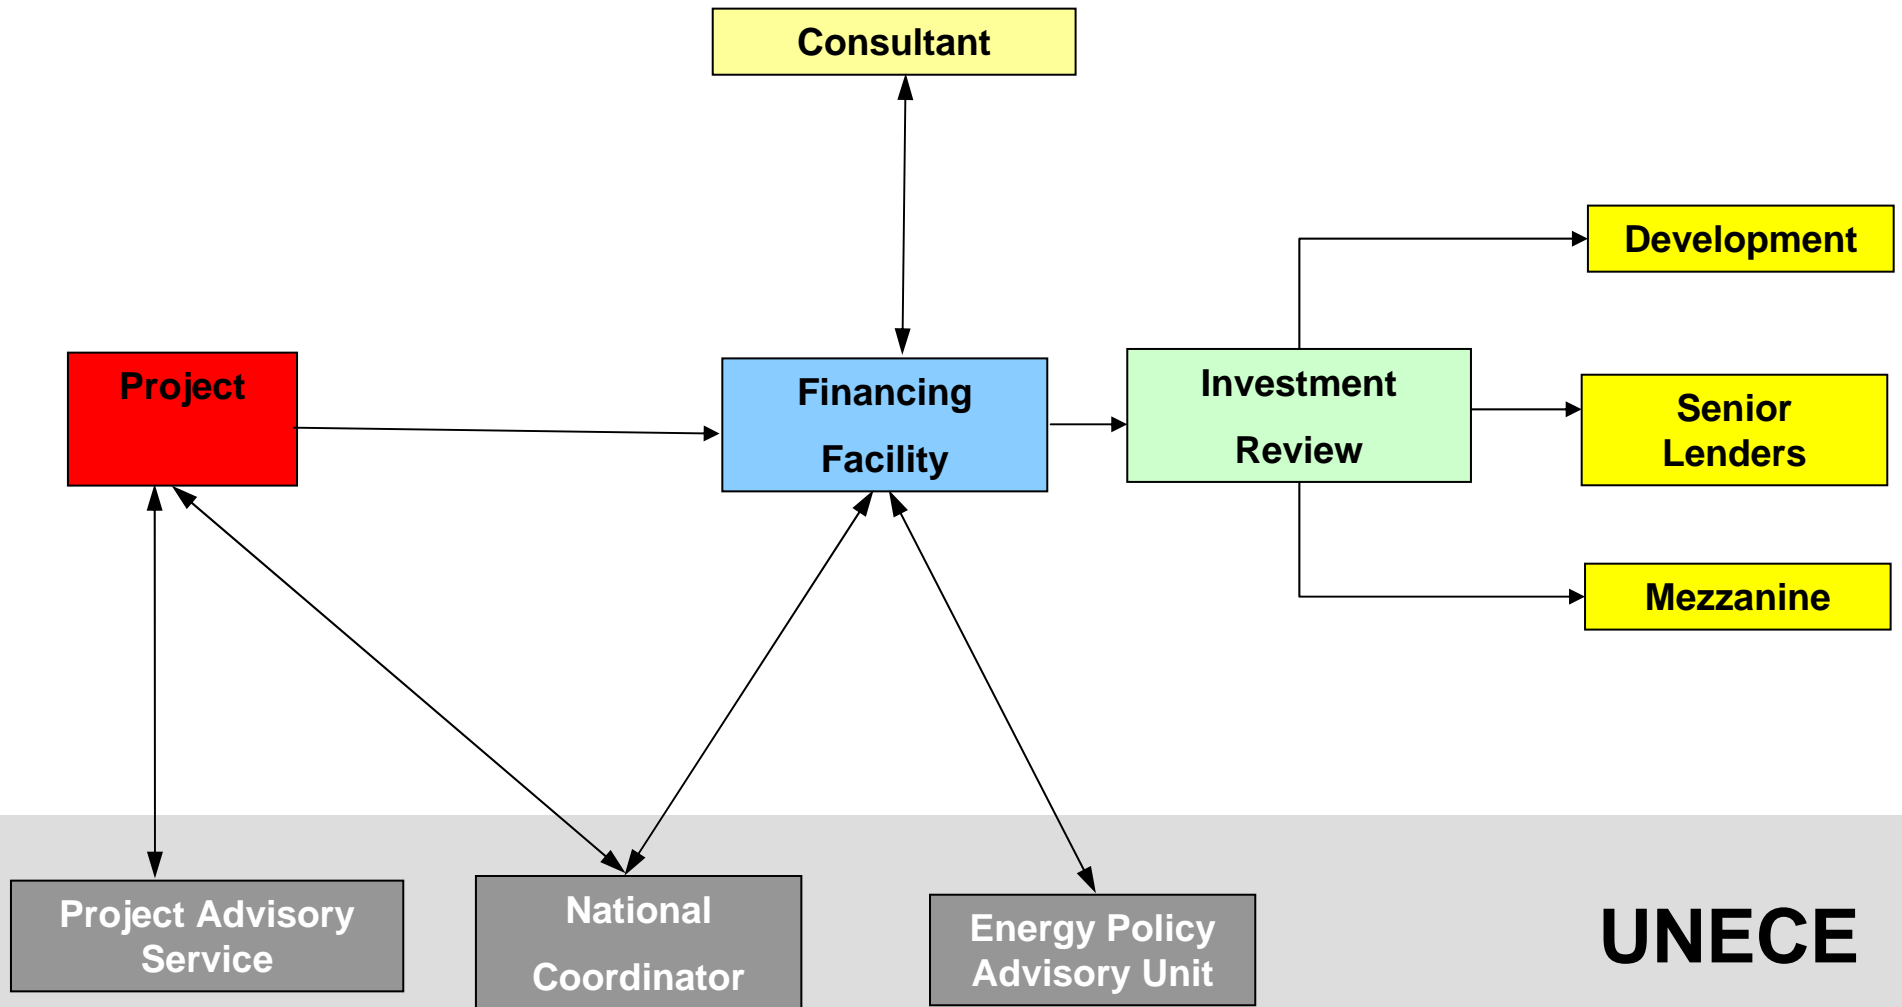 Consultant
Development
Project
Financing
Facility
Investment
Review
Senior
Lenders
Mezzanine
Project Advisory
Service
National
Coordinator
Energy Policy
Advisory Unit
UNECE